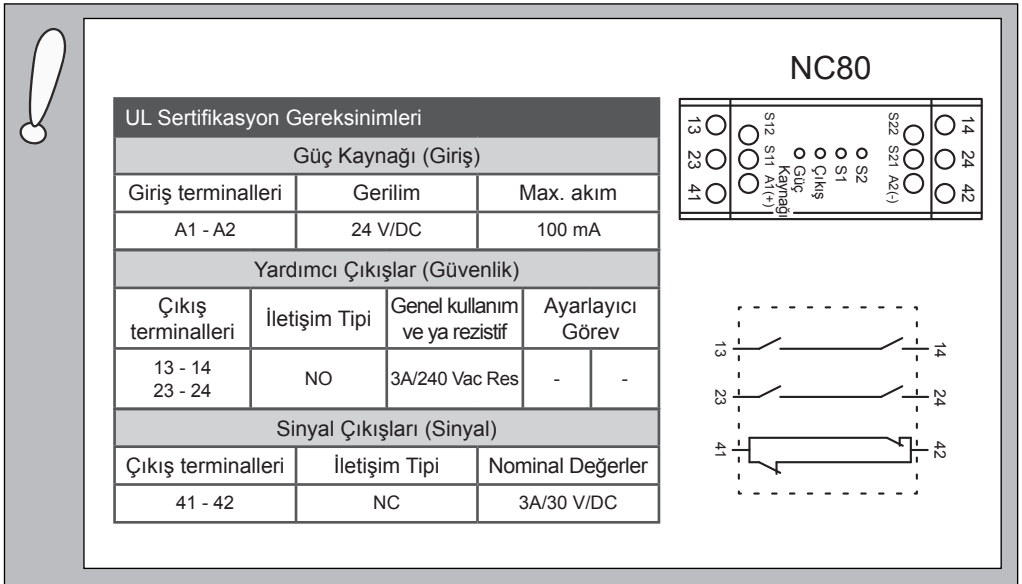 NC80
UL Sertifikasyon Gereksinimleri
Güç Kaynağı (Giriş)
Giriş terminalleri Gerilim Max. akım
A1 - A2 24 V/DC 100 mA
Yardımcı Çıkışlar (Güvenlik)
Çıkış terminalleri İletişim Tipi Genel kullanım ve ya rezistif Ayarlayıcı Görev
13 - 14
23 - 24
NO 3A/240 Vac Res - -
Sinyal Çıkışları (Sinyal)
Çıkış terminalleri İletişim Tipi Nominal Değerler
41 - 42 NC 3A/30 V/DC
13 23 41
S12 S11 A1(+)
Güç Kaynağı
Çıkış
S1
S2
S22 S21 A2(-)
14 24 42
13 14
23 24
41 42